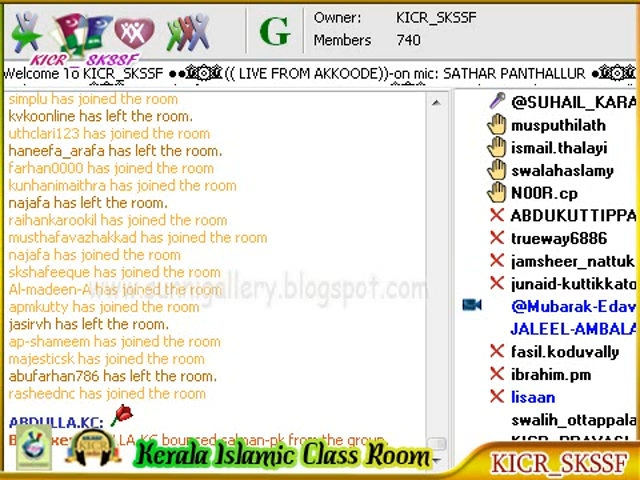 Owner: KICR_SKSSF
Members 740
G
KICR_SKSSF
Welcome To KICR_SKSSF ●●۞۞(( LIVE FROM AKKOODE))-on mic: SATHAR PANTHALLUR ●۞
simplu has joined the room
kvkoonline has left the room.
uthclari123 has joined the room
haneefa_arafa has left the room.
farhan0000 has joined the room
kunhanimaithra has joined the room
najafa has left the room.
raihankarookil has joined the room
musthafavazhakkad has joined the room
najafa has joined the room
skshafeeque has joined the room
Al-madeen-A has joined the room
apmkutty has joined the room
jasirvh has left the room.
ap-shameem has joined the room
majesticsk has joined the room
abufarhan786 has left the room.
rasheednc has joined the room
ABDULLA.KC:
LLA.KC bounced salman-pk from the group.
gallery.blogspot.com
@SUHAIL_KARA
musputhilath
ismail.thalayi
swalahaslamy
N00R.cp
ABDUKUTTIPPA
trueway6886
jamsheer_nattuk
junaid-kuttikkatto
@Mubarak-Edav
JALEEL-AMBALA
fasil.koduvally
ibrahim.pm
lisaan
swalih_ottappala
KICR_PRAVASI
Kerala Islamic Class Room
KICR_SKSSF